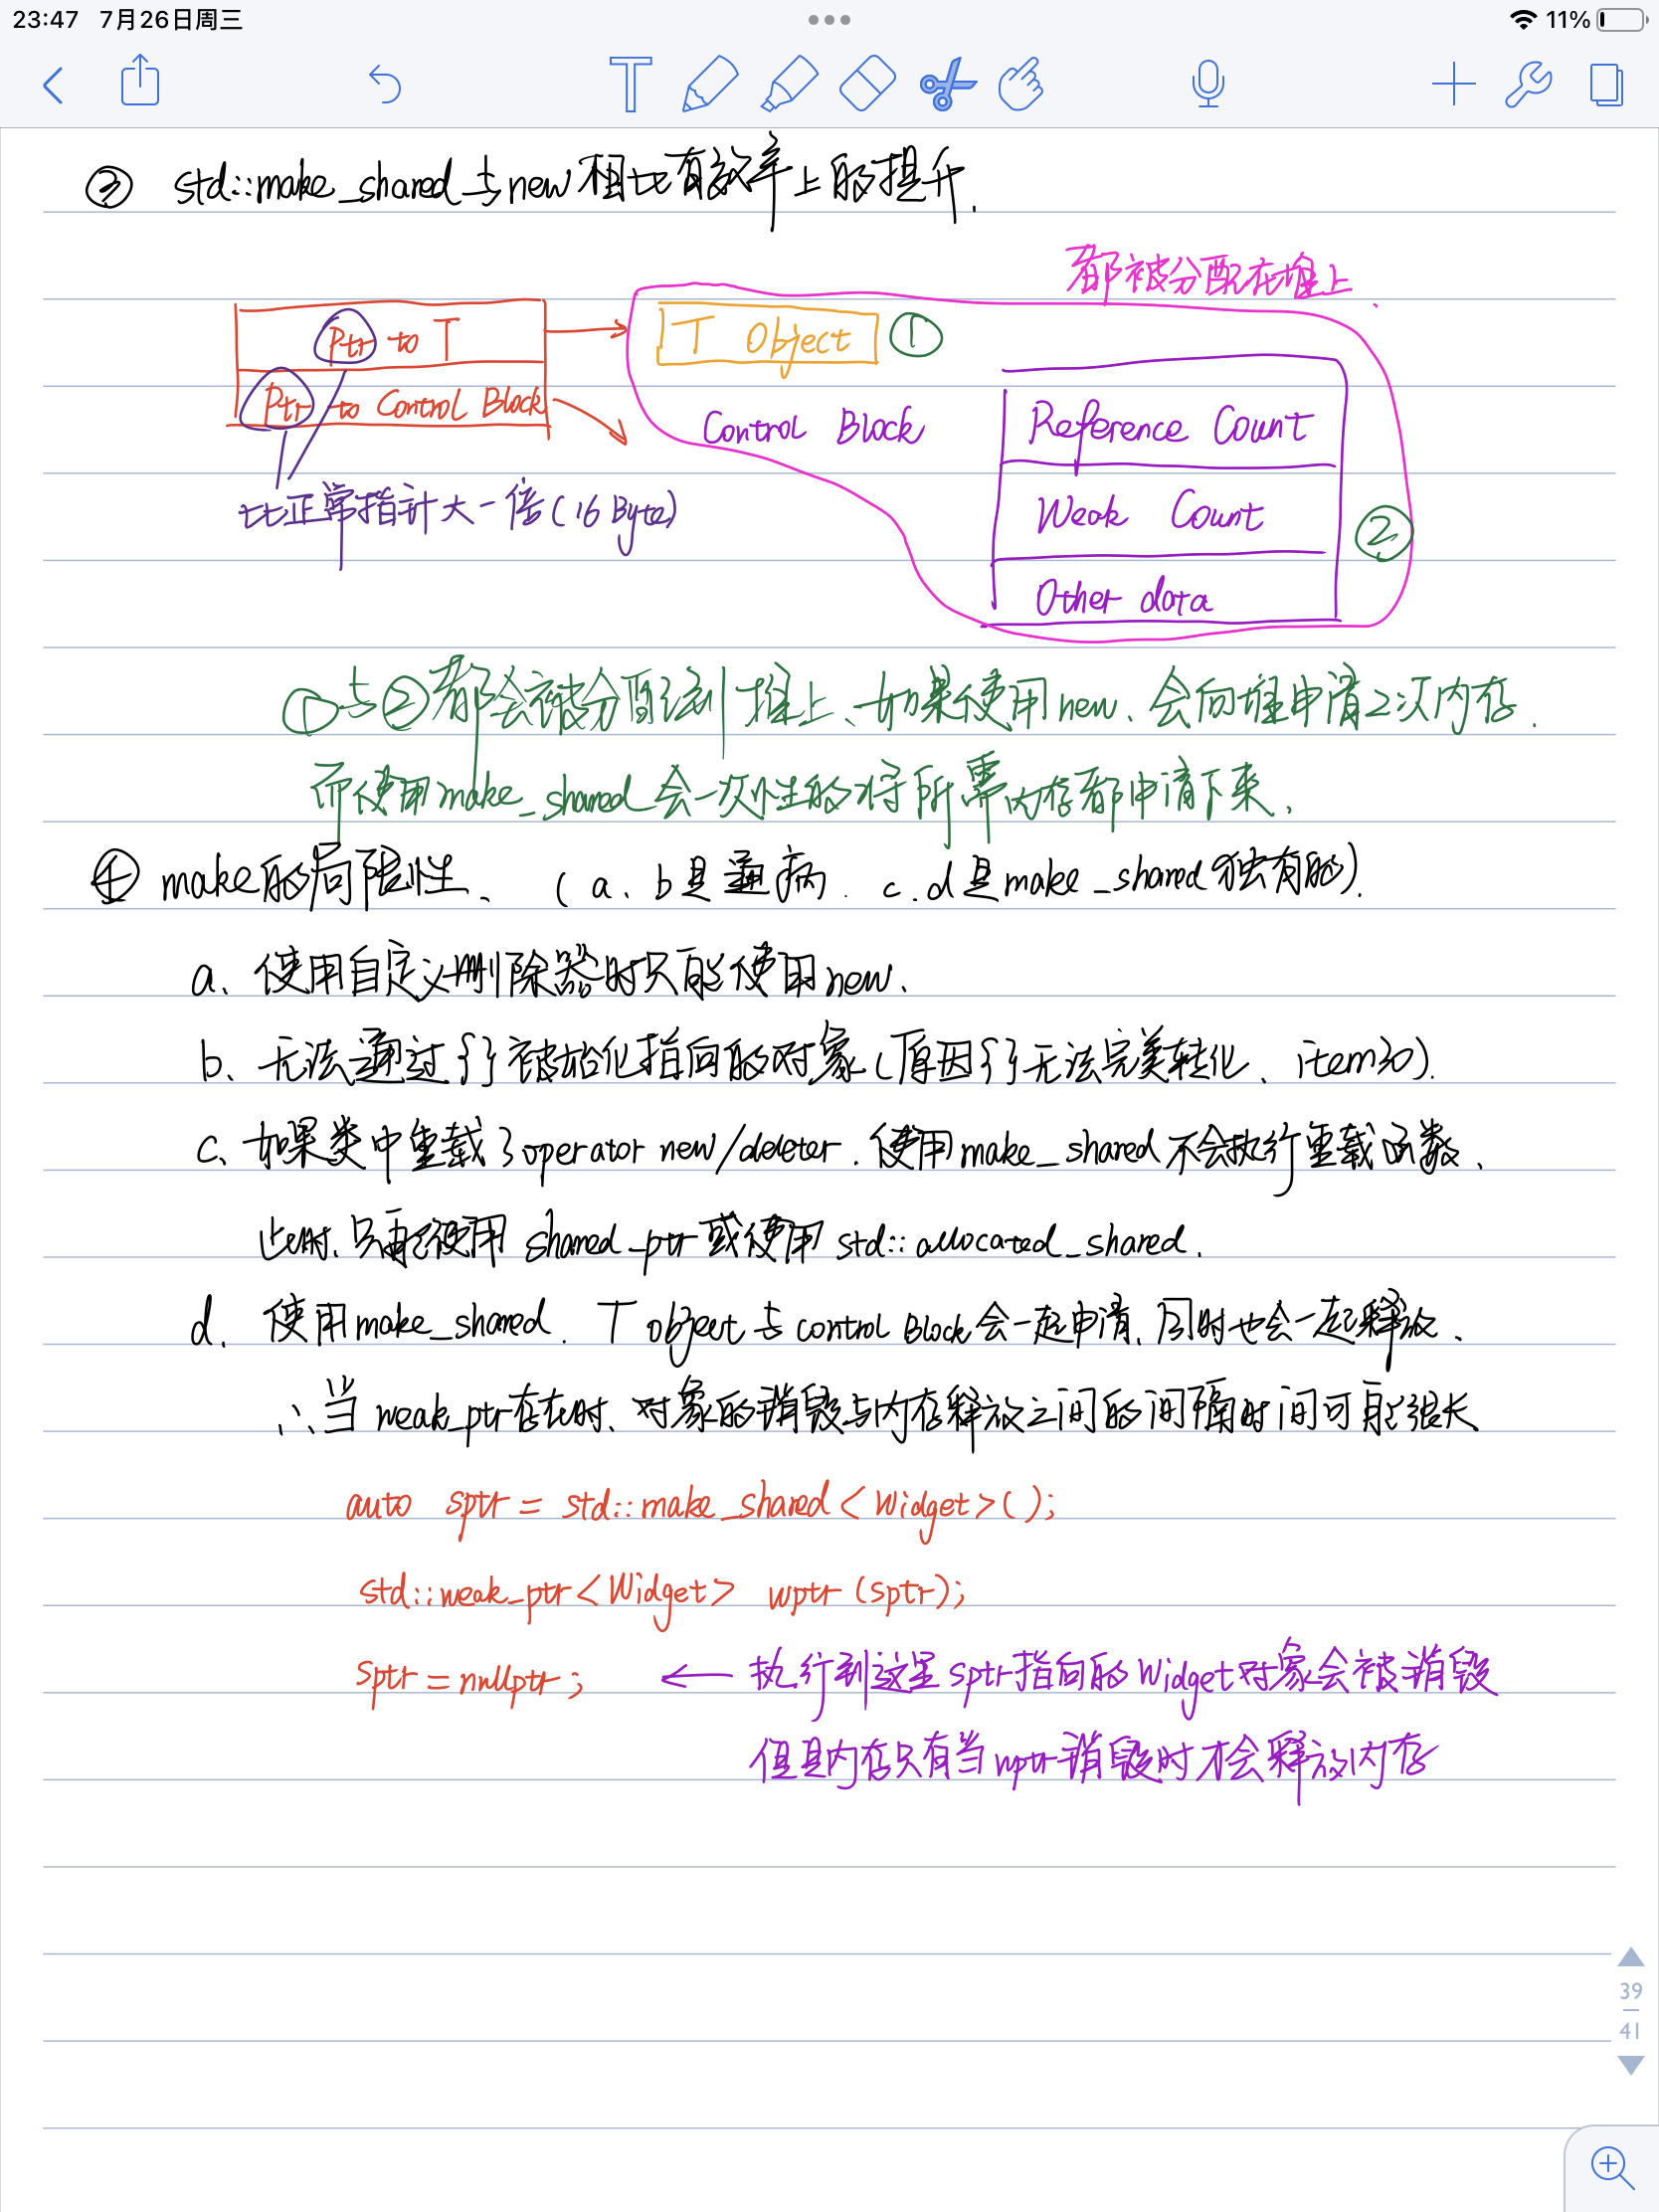 23:47 7月26日周三
11%
③ std::make_shared与new相比有效率上的提升.
都被分配在堆上.
Ptr to T
T Object ①
Ptr to Control Block
Control Block
Reference Count
比正常指针大一倍(16 Byte)
Weak Count
②
Other data
①与②都会被分配到堆上、如果使用new、会向堆申请2次内存.
而使用make_shared会一次性的将所需内存都申请下来.
④ make的局限性、 (a、b是通病. c.d是make_shared独有的).
a、使用自定义删除器时只能使用new、
b、无法通过{}初始化指向的对象(原因{}无法完美转化、item30).
c、如果类中重载了operator new/deleter.使用make_shared不会执行重载函数、
此时、只能使用 shared_ptr或使用 std::allocated_shared.
d. 使用make_shared. T object与control Block会一起申请、同时也会一起释放、
∴、当weak_ptr存在时、对象的销毁与内存释放之间的间隔时间可能很长
auto sptr = std::make_shared<Widget>();
std::weak_ptr<Widget> wptr(sptr);
sptr = nullptr; ← 执行到这里sptr指向的Widget对象会被销毁
但是内存只有当wptr销毁时才会释放内存
39
41